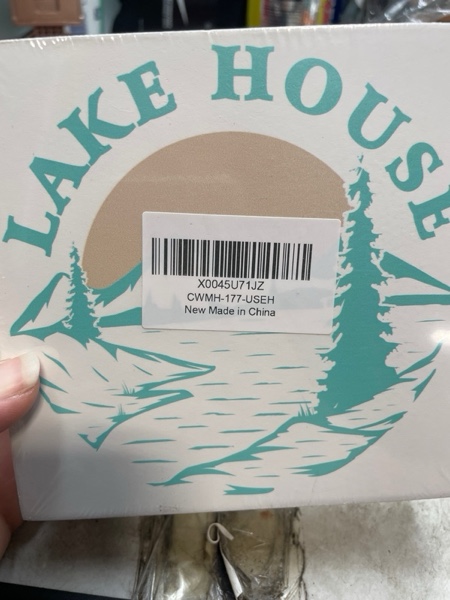 LAKE HOUSE
X0045U71JZ
CWMH-177-USEH
New Made in China